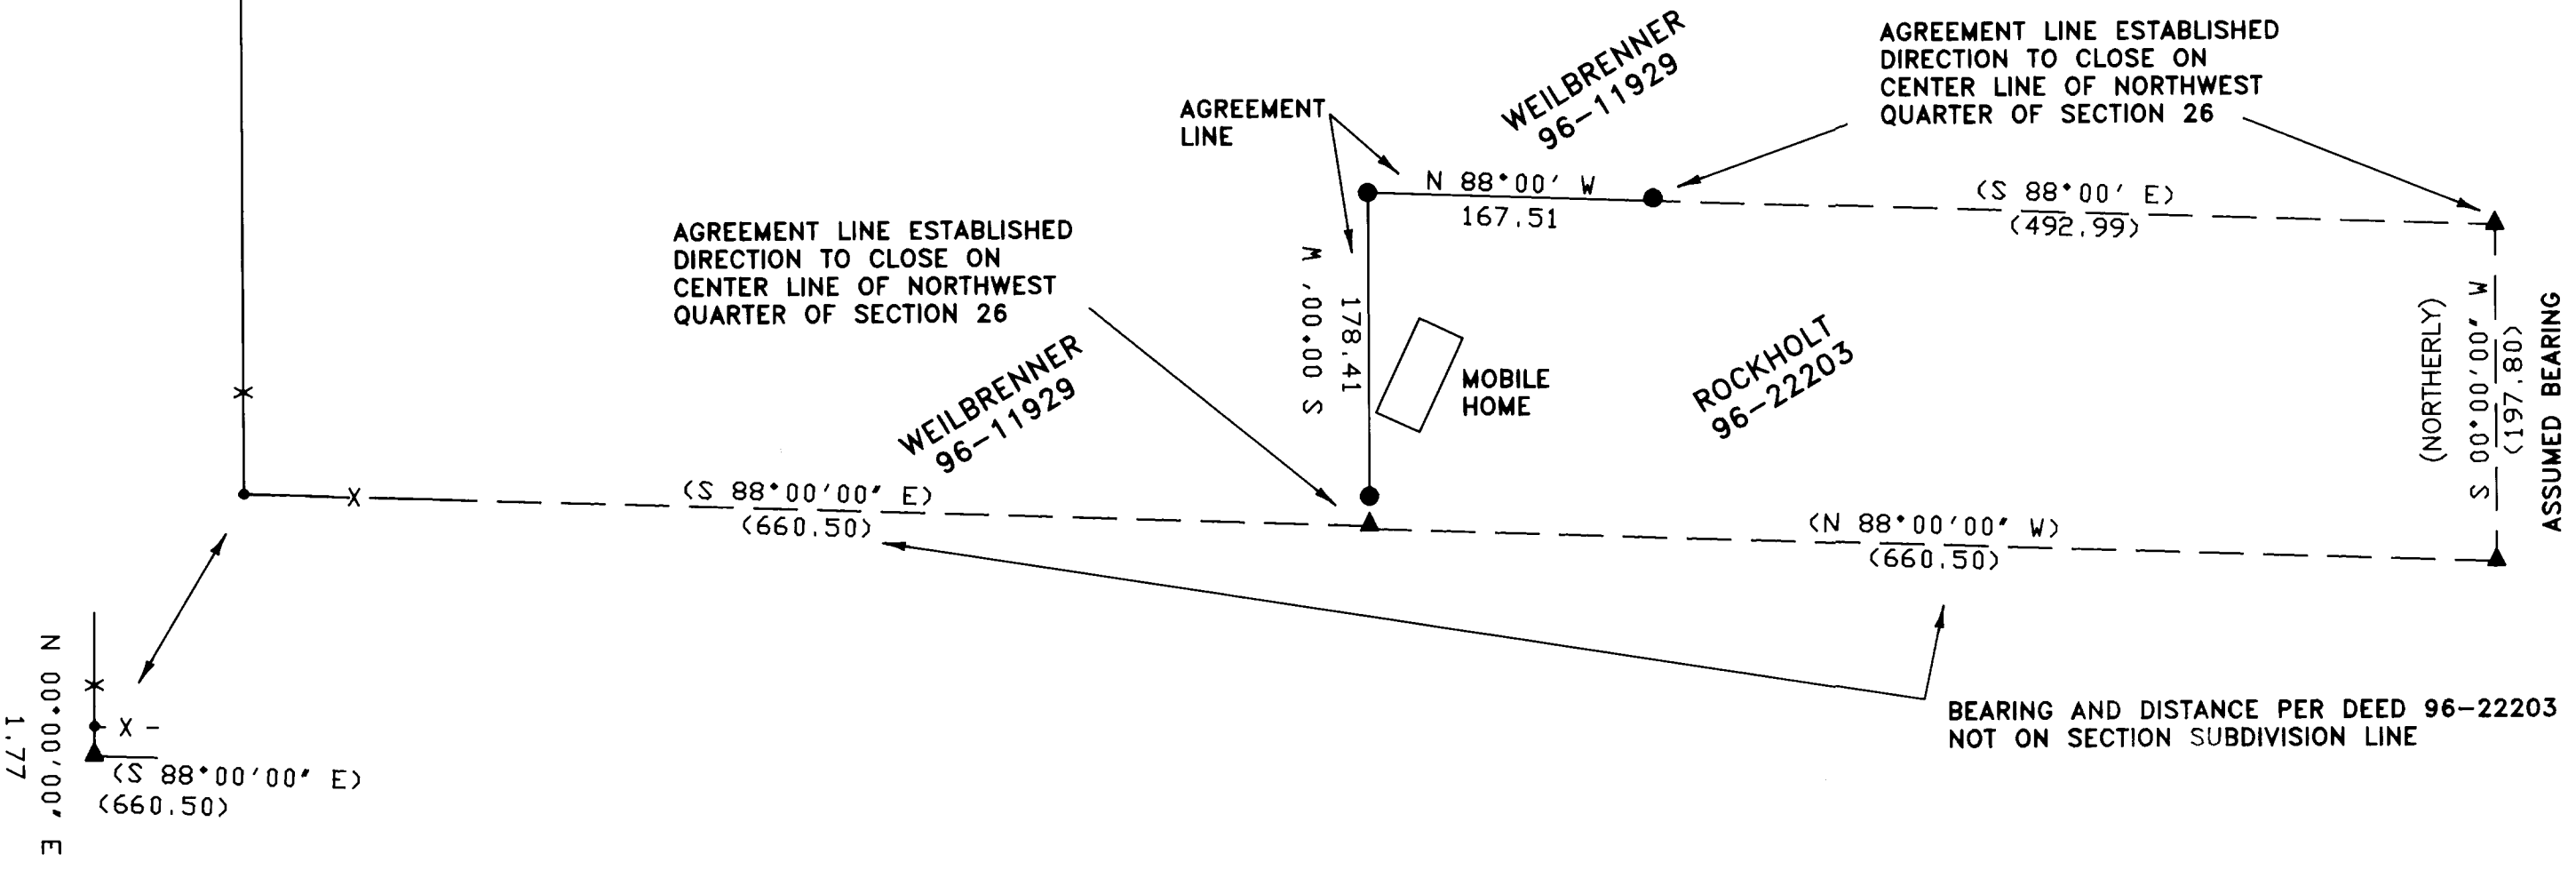 AGREEMENT LINE ESTABLISHED
DIRECTION TO CLOSE ON
CENTER LINE OF NORTHWEST
QUARTER OF SECTION 26
WEILBRENNER
96-11929
AGREEMENT
LINE
N 88°00' W
167.51
(S 88°00' E)
(492.99)
AGREEMENT LINE ESTABLISHED
DIRECTION TO CLOSE ON
CENTER LINE OF NORTHWEST
QUARTER OF SECTION 26
S 00°00' W
178.41
MOBILE
HOME
ROCKHOLT
96-22203
(NORTHERLY)
S 00°00'00" W
(197.80)
ASSUMED BEARING
WEILBRENNER
96-11929
(S 88°00'00" E)
(660.50)
(N 88°00'00" W)
(660.50)
N 00°00'00" E
1.77
X
(S 88°00'00" E)
(660.50)
BEARING AND DISTANCE PER DEED 96-22203
NOT ON SECTION SUBDIVISION LINE